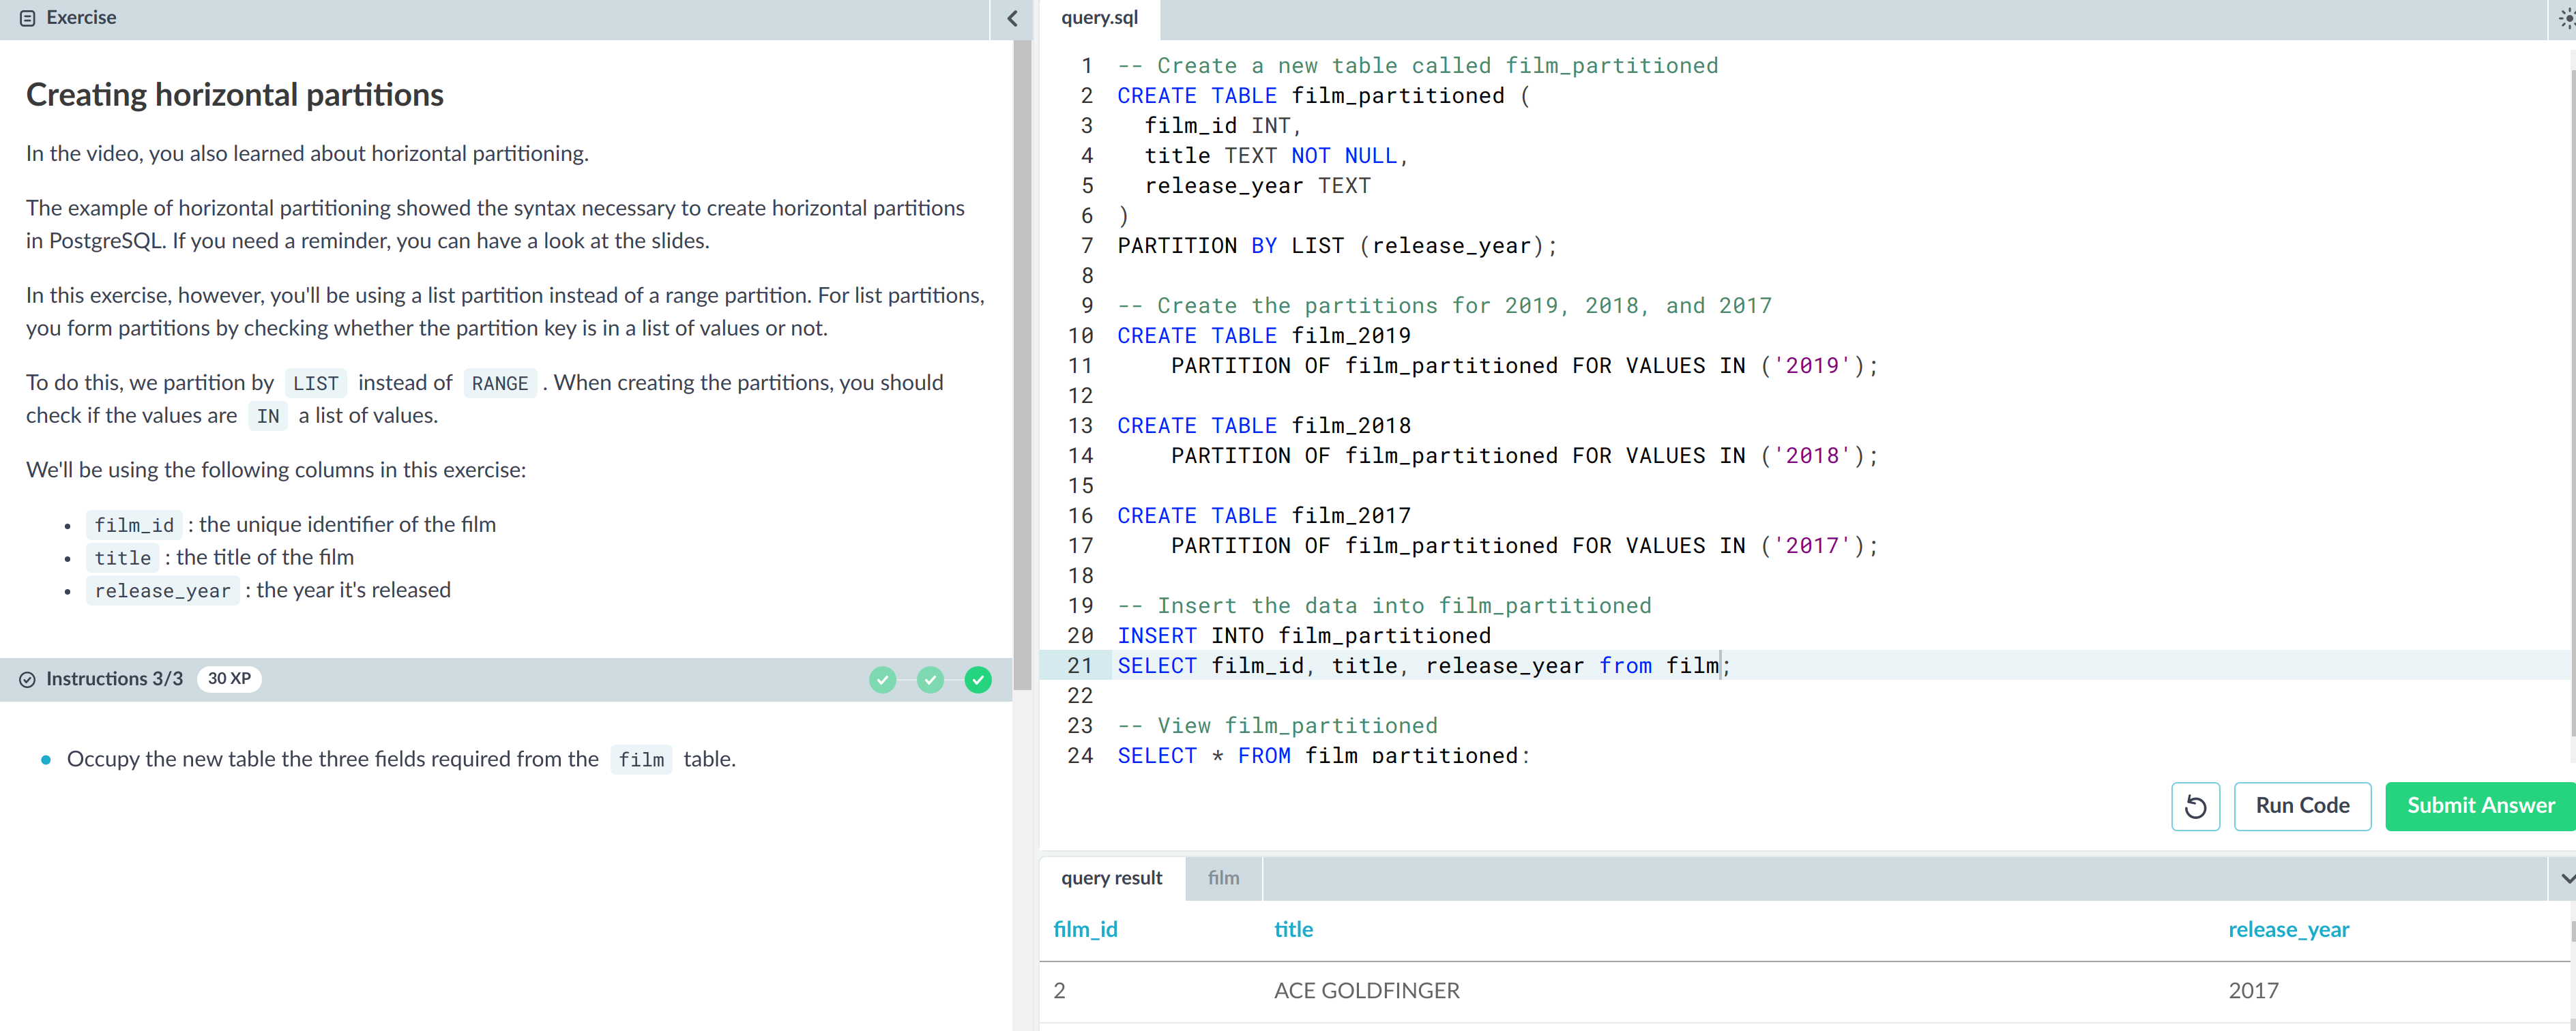 Exercise
Creating horizontal partitions
In the video, you also learned about horizontal partitioning.
The example of horizontal partitioning showed the syntax necessary to create horizontal partitions
in PostgreSQL. If you need a reminder, you can have a look at the slides.
In this exercise, however, you'll be using a list partition instead of a range partition. For list partitions,
you form partitions by checking whether the partition key is in a list of values or not.
To do this, we partition by LIST instead of RANGE . When creating the partitions, you should
check if the values are IN a list of values.
We'll be using the following columns in this exercise:
• film_id : the unique identifier of the film
• title : the title of the film
• release_year : the year it's released
Instructions 3/3 30 XP
• Occupy the new table the three fields required from the film table.
query.sql
1 -- Create a new table called film_partitioned
2 CREATE TABLE film_partitioned (
3 film_id INT,
4 title TEXT NOT NULL,
5 release_year TEXT
6 )
7 PARTITION BY LIST (release_year);
8
9 -- Create the partitions for 2019, 2018, and 2017
10 CREATE TABLE film_2019
11 PARTITION OF film_partitioned FOR VALUES IN ('2019');
12
13 CREATE TABLE film_2018
14 PARTITION OF film_partitioned FOR VALUES IN ('2018');
15
16 CREATE TABLE film_2017
17 PARTITION OF film_partitioned FOR VALUES IN ('2017');
18
19 -- Insert the data into film_partitioned
20 INSERT INTO film_partitioned
21 SELECT film_id, title, release_year from film;
22
23 -- View film_partitioned
24 SELECT * FROM film_partitioned;
Run Code
Submit Answer
query result
film
film_id title release_year
2 ACE GOLDFINGER 2017